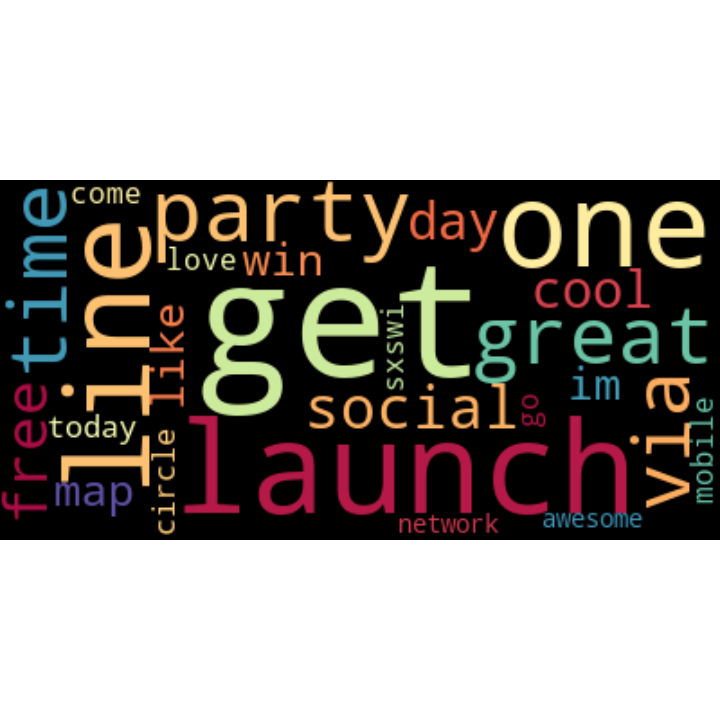 come
party
day
one
time
line
love
win
get
cool
sxswi
great
like
im
free
social
go
via
today
launch
mobile
map
circle
network
awesome